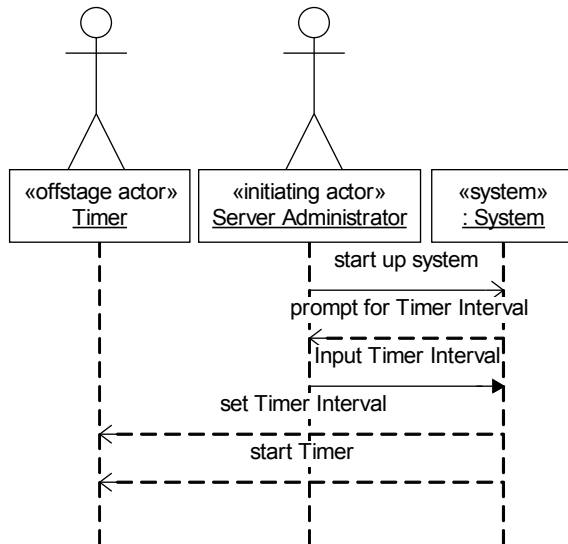 «offstage actor»
Timer
«initiating actor»
Server Administrator
«system»
: System
start up system
prompt for Timer Interval
Input Timer Interval
set Timer Interval
start Timer